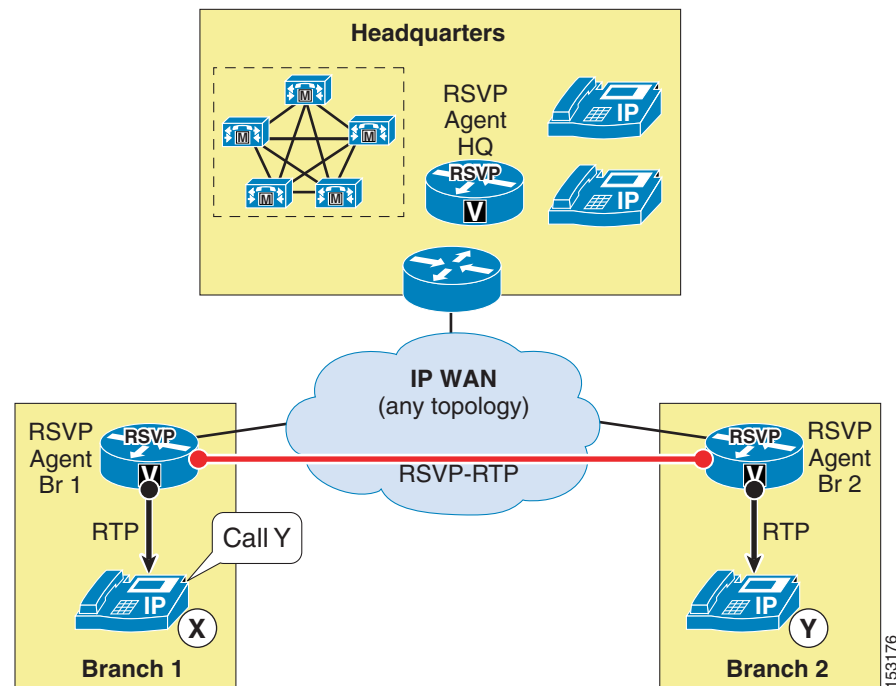 Headquarters
M
M
M
M
M
RSVP
Agent
HQ
RSVP
V
IP
IP
IP WAN
(any topology)
RSVP
Agent
Br 1
RSVP
V
RSVP-RTP
RSVP
V
RSVP
Agent
Br 2
RTP
Call Y
IP
X
Branch 1
RTP
IP
Y
Branch 2
153176